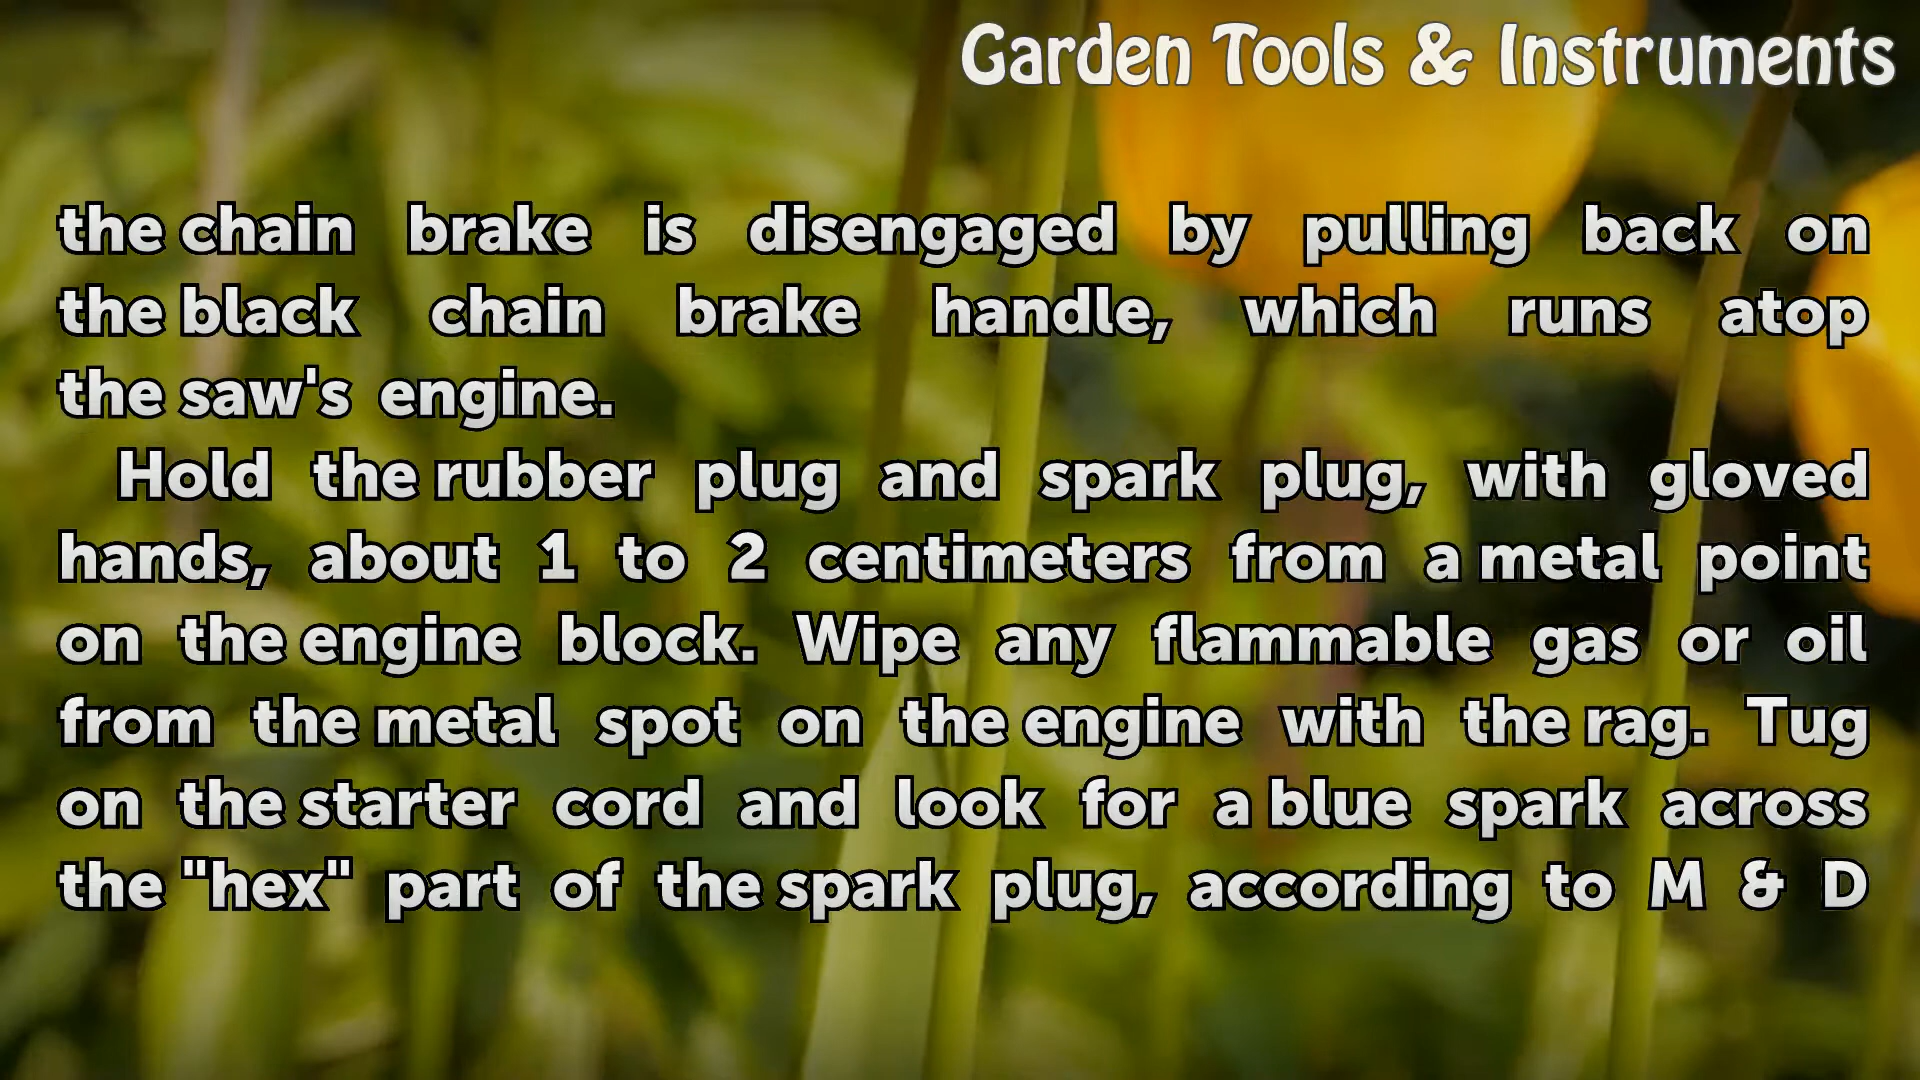 Garden Tools & Instruments
the chain brake is disengaged by pulling back on
the black chain brake handle, which runs atop
the saw's engine.
Hold the rubber plug and spark plug, with gloved
hands, about 1 to 2 centimeters from a metal point
on the engine block. Wipe any flammable gas or oil
from the metal spot on the engine with the rag. Tug
on the starter cord and look for a blue spark across
the "hex" part of the spark plug, according to M & D